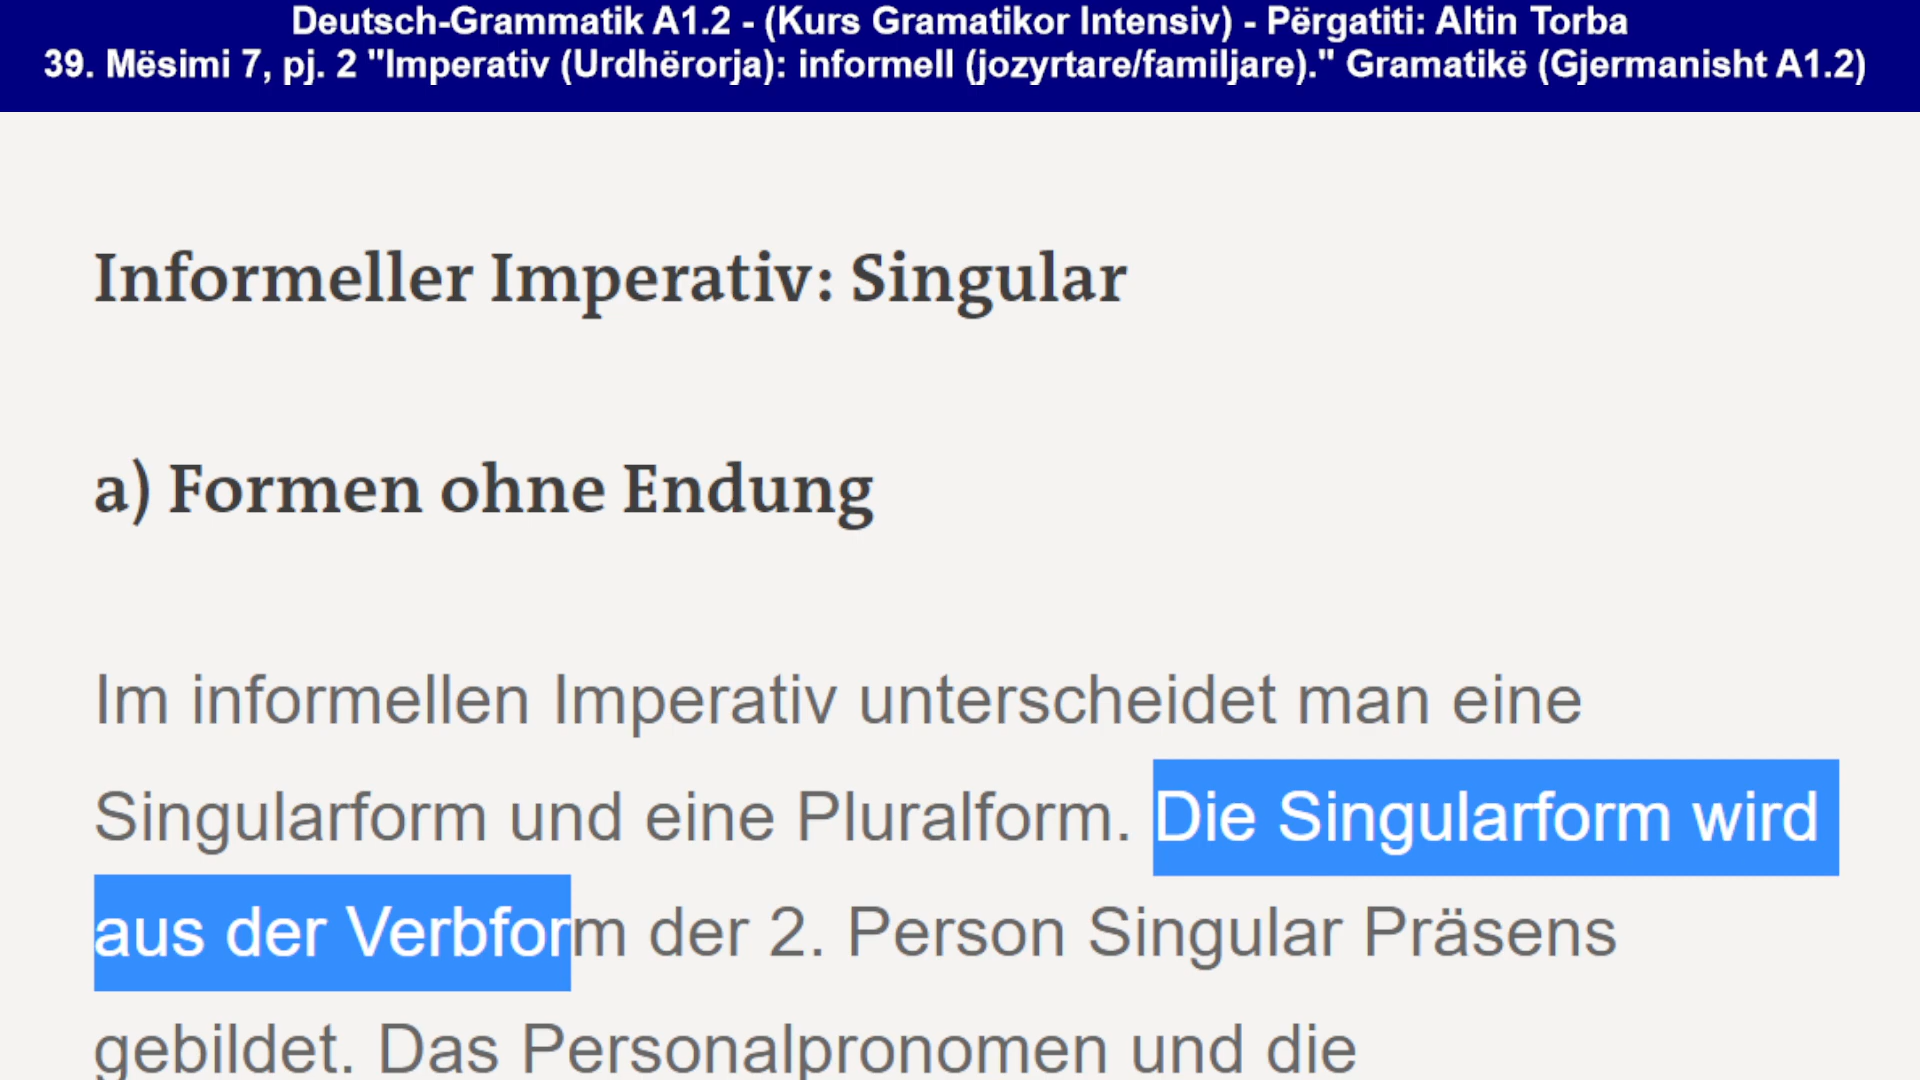 Deutsch-Grammatik A1.2 - (Kurs Gramatikor Intensiv) - Përgatiti: Altin Torba
39. Mësimi 7, pj. 2 "Imperativ (Urdhërorja): informell (jozyrtare/familjare)." Gramatikë (Gjermanisht A1.2)
Informeller Imperativ: Singular
a) Formen ohne Endung
Im informellen Imperativ unterscheidet man eine
Singularform und eine Pluralform. Die Singularform wird
aus der Verbform der 2. Person Singular Präsens
gebildet. Das Personalpronomen und die